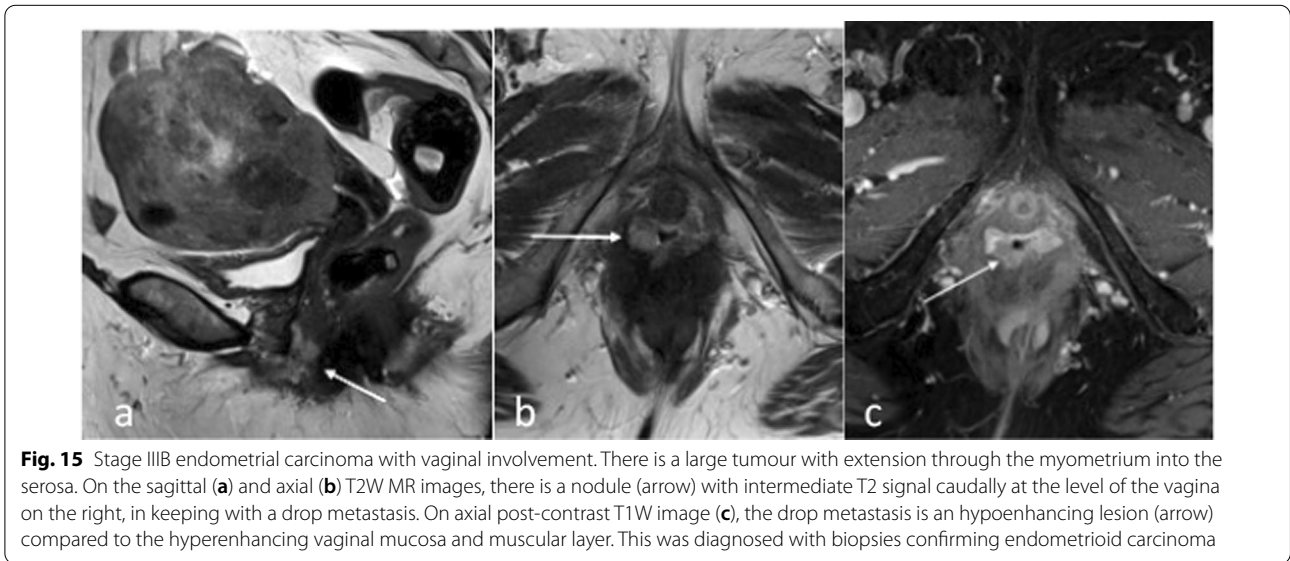 a
b
c
Fig. 15 Stage IIIB endometrial carcinoma with vaginal involvement. There is a large tumour with extension through the myometrium into the
serosa. On the sagittal (a) and axial (b) T2W MR images, there is a nodule (arrow) with intermediate T2 signal caudally at the level of the vagina
on the right, in keeping with a drop metastasis. On axial post-contrast T1W image (c), the drop metastasis is an hypoenhancing lesion (arrow)
compared to the hyperenhancing vaginal mucosa and muscular layer. This was diagnosed with biopsies confirming endometrioid carcinoma